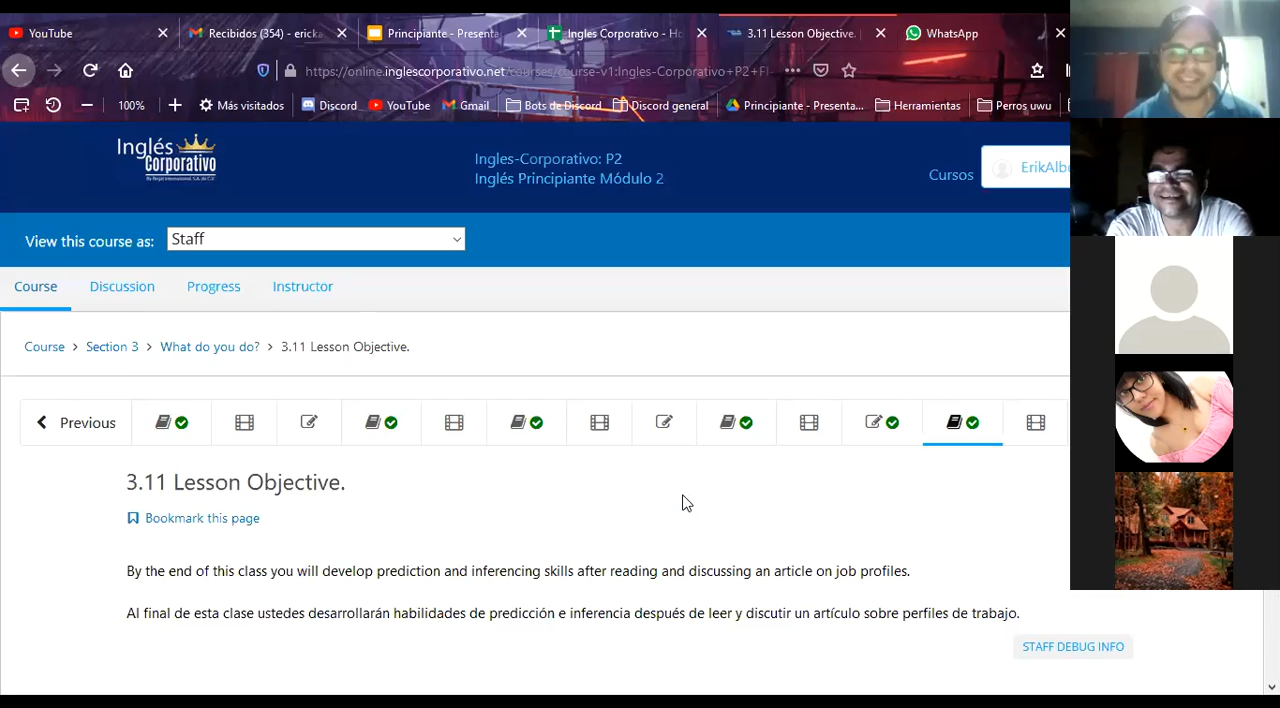 YouTube
Recibidos (354) - ericka
Principiante - Presenta
Ingles Corporativo - Ho
3.11 Lesson Objective.
WhatsApp
https://online.inglescorporativo.net/courses/course-v1:Ingles-Corporativo+P2+FI-
100%
Más visitados
Discord
YouTube
Gmail
Bots de Discord
Discord general
Principiante - Presenta...
Herramientas
Perros uwu
Inglés
Corporativo
Ingles-Corporativo: P2
Inglés Principiante Módulo 2
Cursos
ErikAlbe
View this course as:
Staff
Course
Discussion
Progress
Instructor
Course > Section 3 > What do you do? > 3.11 Lesson Objective.
Previous
3.11 Lesson Objective.
Bookmark this page
By the end of this class you will develop prediction and inferencing skills after reading and discussing an article on job profiles.
Al final de esta clase ustedes desarrollarán habilidades de predicción e inferencia después de leer y discutir un artículo sobre perfiles de trabajo.
STAFF DEBUG INFO